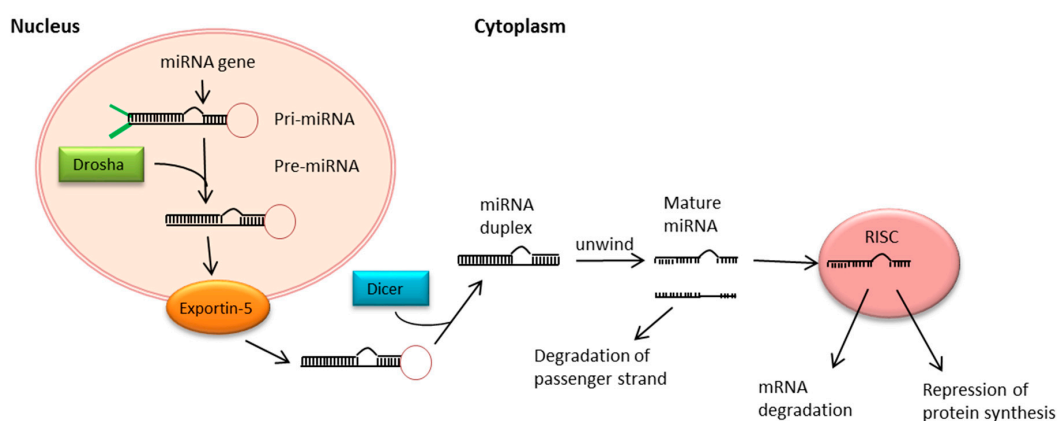 Nucleus
Cytoplasm
miRNA gene
Pri-miRNA
Drosha
Pre-miRNA
Exportin-5
Dicer
miRNA
duplex
unwind
Mature
miRNA
RISC
Degradation of
passenger strand
mRNA
degradation
Repression of
protein synthesis